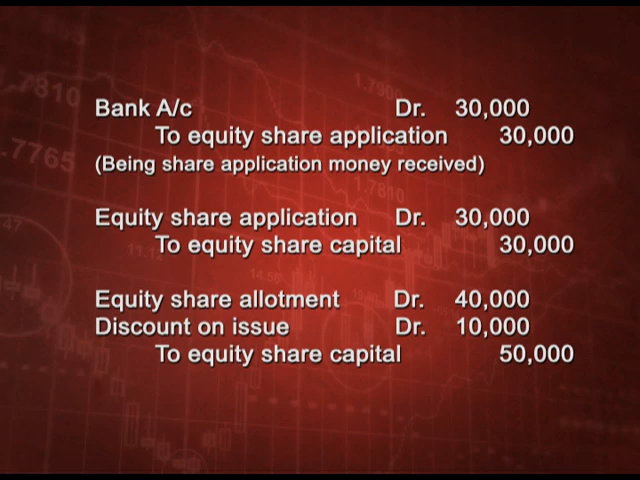 Bank A/c Dr. 30,000
To equity share application 30,000
(Being share application money received)
Equity share application Dr. 30,000
To equity share capital 30,000
Equity share allotment Dr. 40,000
Discount on issue Dr. 10,000
To equity share capital 50,000